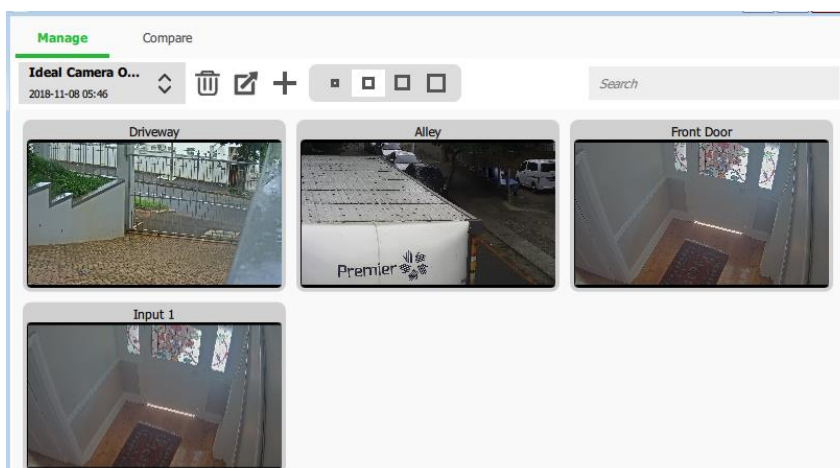 Manage Compare
Ideal Camera O...
2018-11-08 05:46
Search
Driveway Alley Front Door
Premier
Input 1